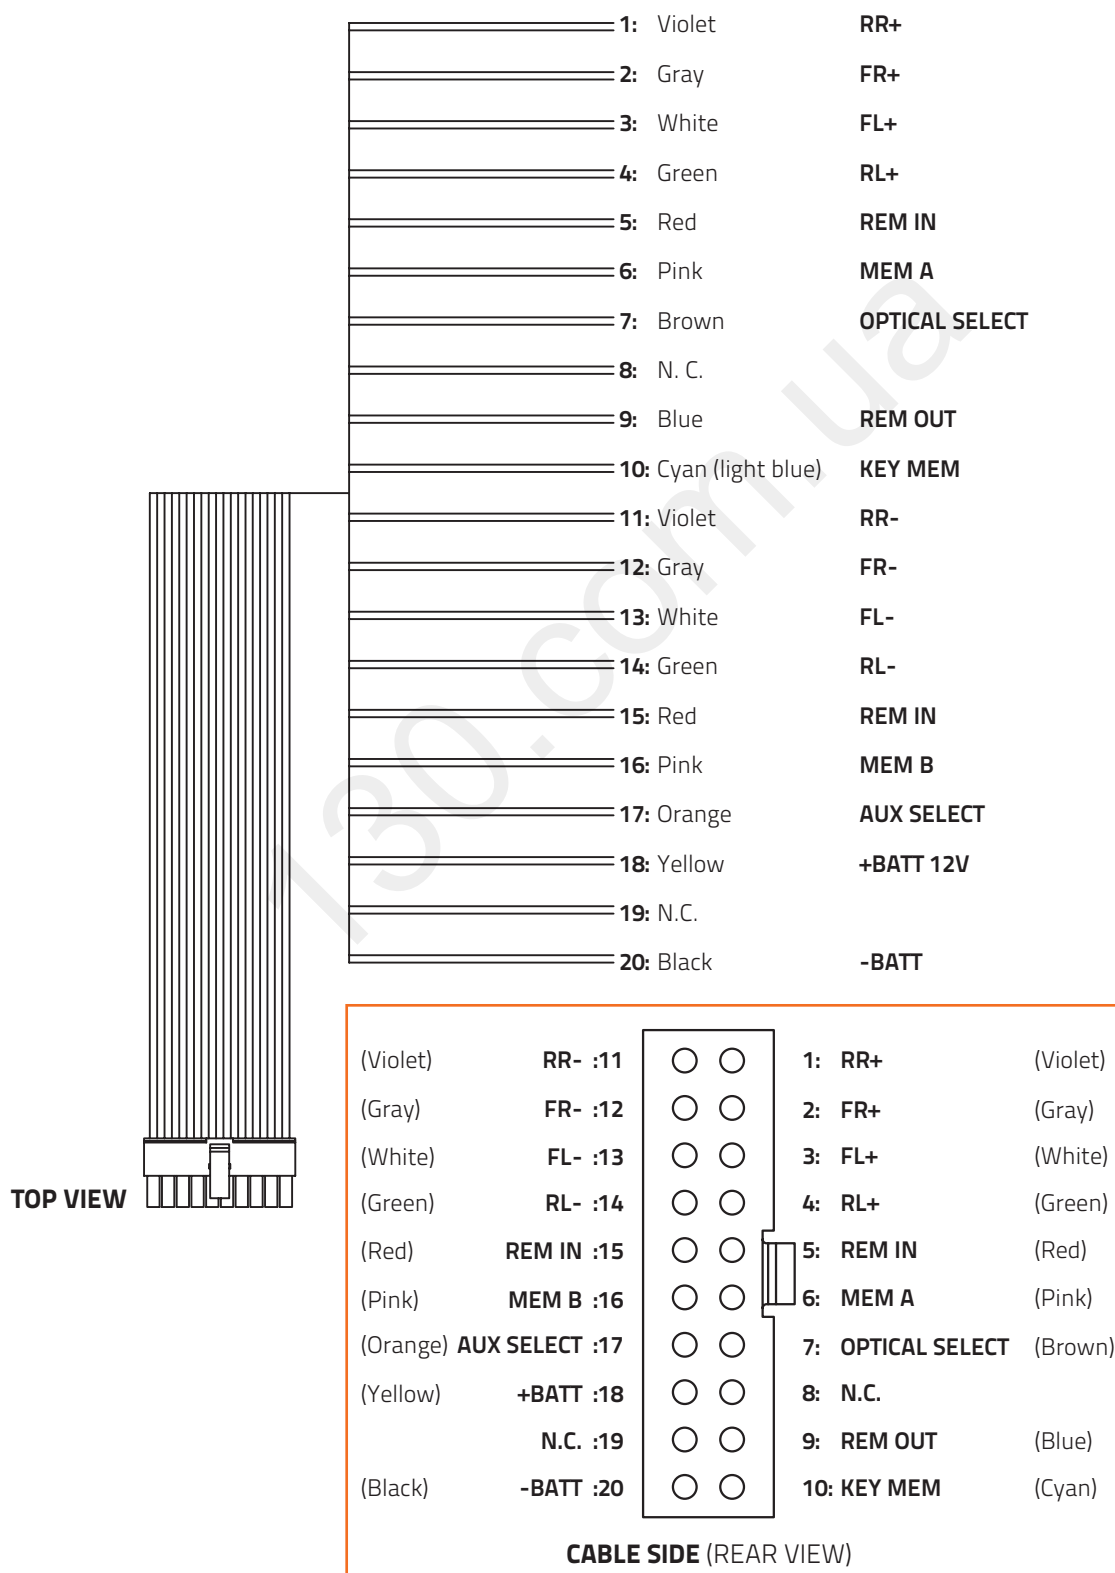 1: Violet RR+
2: Gray FR+
3: White FL+
4: Green RL+
5: Red REM IN
6: Pink MEM A
7: Brown OPTICAL SELECT
8: N. C.
9: Blue REM OUT
10: Cyan (light blue) KEY MEM
11: Violet RR-
12: Gray FR-
13: White FL-
14: Green RL-
15: Red REM IN
16: Pink MEM B
17: Orange AUX SELECT
18: Yellow +BATT 12V
19: N.C.
20: Black -BATT
130.com.ua
TOP VIEW
(Violet) RR- :11 1: RR+ (Violet)
(Gray) FR- :12 2: FR+ (Gray)
(White) FL- :13 3: FL+ (White)
(Green) RL- :14 4: RL+ (Green)
(Red) REM IN :15 5: REM IN (Red)
(Pink) MEM B :16 6: MEM A (Pink)
(Orange) AUX SELECT :17 7: OPTICAL SELECT (Brown)
(Yellow) +BATT :18 8: N.C.
N.C. :19 9: REM OUT (Blue)
(Black) -BATT :20 10: KEY MEM (Cyan)
CABLE SIDE (REAR VIEW)